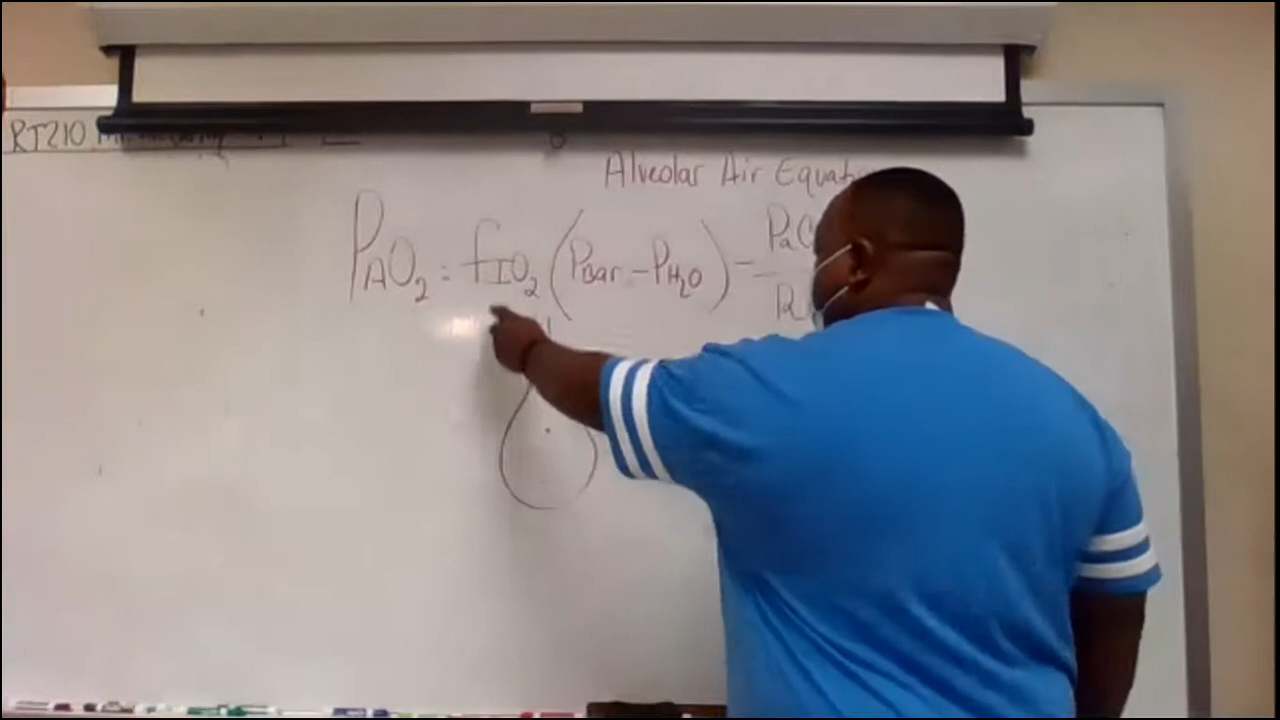 RT210
Alveolar Air Equat
PAO2 = fIO2 (PBar - PH2O) - PaC
R